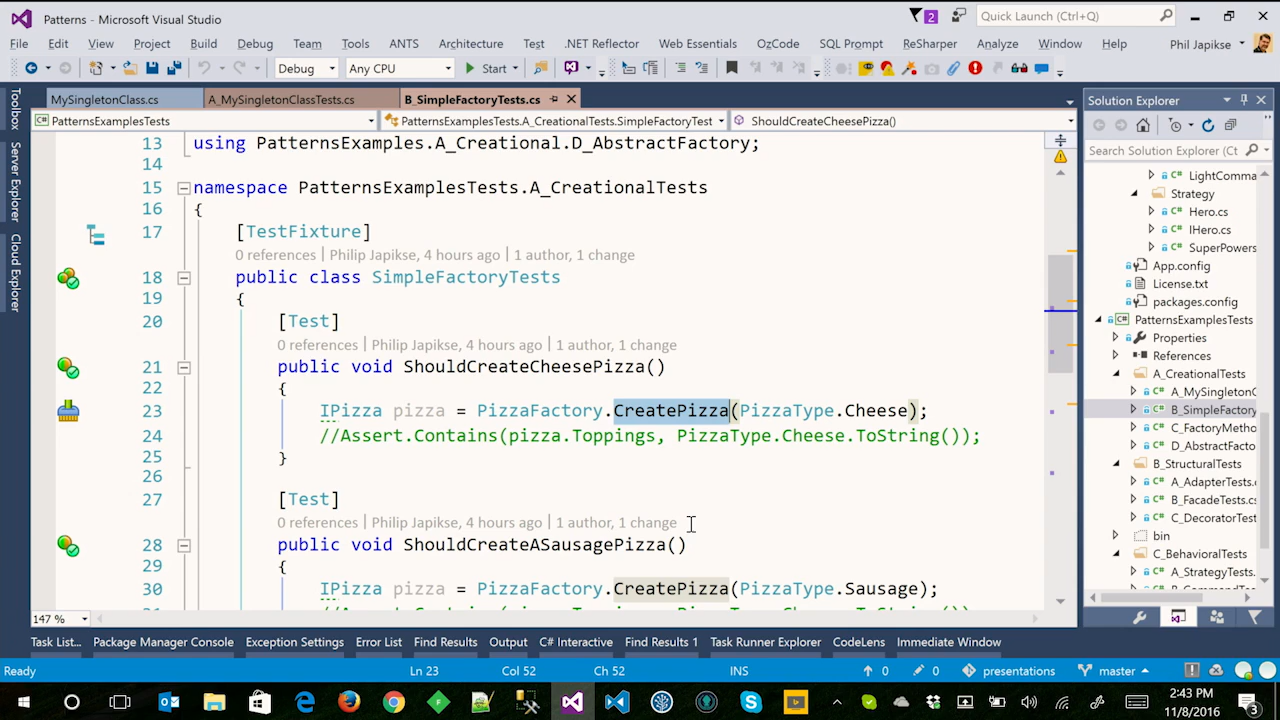 Patterns - Microsoft Visual Studio
2
Quick Launch (Ctrl+Q)
File Edit View Project Build Debug Team Tools ANTS Architecture Test .NET Reflector Web Essentials OzCode SQL Prompt ReSharper Analyze Window Help Phil Japikse
Debug Any CPU Start
MySingletonClass.cs A_MySingletonClassTests.cs B_SimpleFactoryTests.cs
PatternsExamplesTests PatternsExamplesTests.A_CreationalTests.SimpleFactoryTest ShouldCreateCheesePizza()
Toolbox
Server Explorer
Cloud Explorer
13 using PatternsExamples.A_Creational.D_AbstractFactory;
14
15 namespace PatternsExamplesTests.A_CreationalTests
16 {
17 [TestFixture]
0 references | Philip Japikse, 4 hours ago | 1 author, 1 change
18 public class SimpleFactoryTests
19 {
20 [Test]
0 references | Philip Japikse, 4 hours ago | 1 author, 1 change
21 public void ShouldCreateCheesePizza()
22 {
23 IPizza pizza = PizzaFactory.CreatePizza(PizzaType.Cheese);
24 //Assert.Contains(pizza.Toppings, PizzaType.Cheese.ToString());
25 }
26
27 [Test]
0 references | Philip Japikse, 4 hours ago | 1 author, 1 change
28 public void ShouldCreateASausagePizza()
29 {
30 IPizza pizza = PizzaFactory.CreatePizza(PizzaType.Sausage);
147 %
Solution Explorer
Search Solution Explorer (Ct
LightComma
Strategy
Hero.cs
IHero.cs
SuperPowers
App.config
License.txt
packages.config
PatternsExamplesTests
Properties
References
A_CreationalTests
A_MySingletonC
B_SimpleFactory
C_FactoryMetho
D_AbstractFactor
B_StructuralTests
A_AdapterTests.c
B_FacadeTests.cs
C_DecoratorTest
bin
C_BehavioralTests
A_StrategyTests.
Task List... Package Manager Console Exception Settings Error List Find Results Output C# Interactive Find Results 1 Task Runner Explorer CodeLens Immediate Window
Ready Ln 23 Col 52 Ch 52 INS 0 0 presentations master
2:43 PM
11/8/2016
3